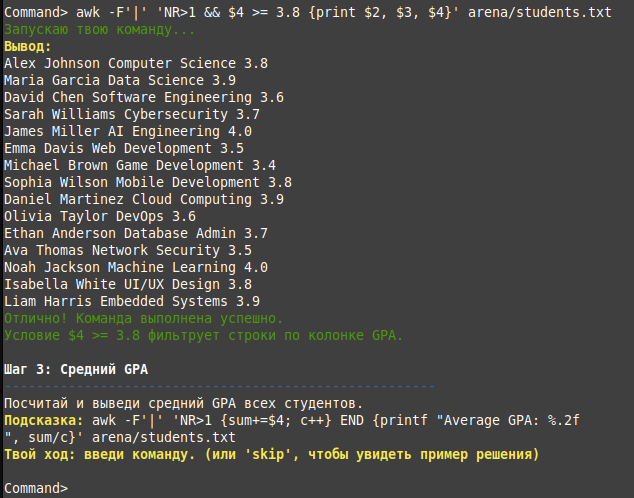 Command> awk -F'|' 'NR>1 && $4 >= 3.8 {print $2, $3, $4}' arena/students.txt
Запускаю твою команду...
Вывод:
Alex Johnson Computer Science 3.8
Maria Garcia Data Science 3.9
David Chen Software Engineering 3.6
Sarah Williams Cybersecurity 3.7
James Miller AI Engineering 4.0
Emma Davis Web Development 3.5
Michael Brown Game Development 3.4
Sophia Wilson Mobile Development 3.8
Daniel Martinez Cloud Computing 3.9
Olivia Taylor DevOps 3.6
Ethan Anderson Database Admin 3.7
Ava Thomas Network Security 3.5
Noah Jackson Machine Learning 4.0
Isabella White UI/UX Design 3.8
Liam Harris Embedded Systems 3.9
Отлично! Команда выполнена успешно.
Условие $4 >= 3.8 фильтрует строки по колонке GPA.
Шаг 3: Средний GPA
------------------------------------------------------
Посчитай и выведи средний GPA всех студентов.
Подсказка: awk -F'|' 'NR>1 {sum+=$4; c++} END {printf "Average GPA: %.2f
", sum/c}' arena/students.txt
Твой ход: введи команду. (или 'skip', чтобы увидеть пример решения)
Command>